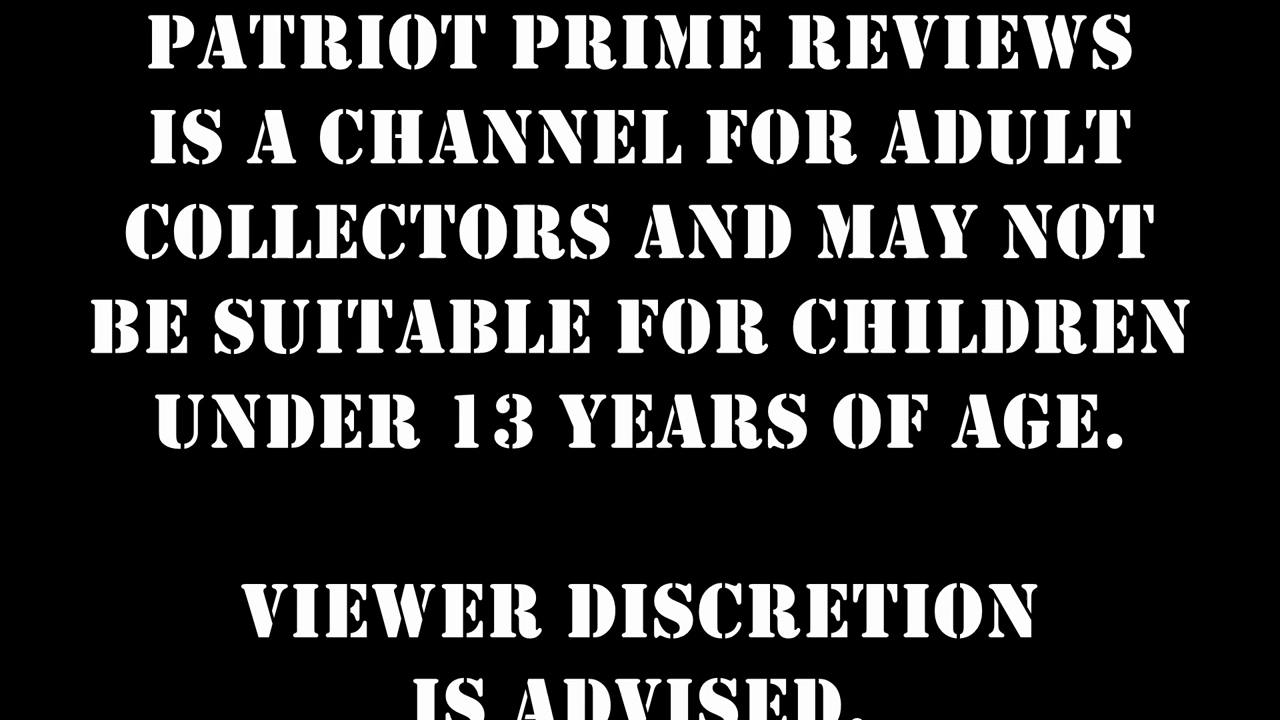 PATRIOT PRIME REVIEWS
IS A CHANNEL FOR ADULT
COLLECTORS AND MAY NOT
BE SUITABLE FOR CHILDREN
UNDER 13 YEARS OF AGE.
VIEWER DISCRETION
IS ADVISED.